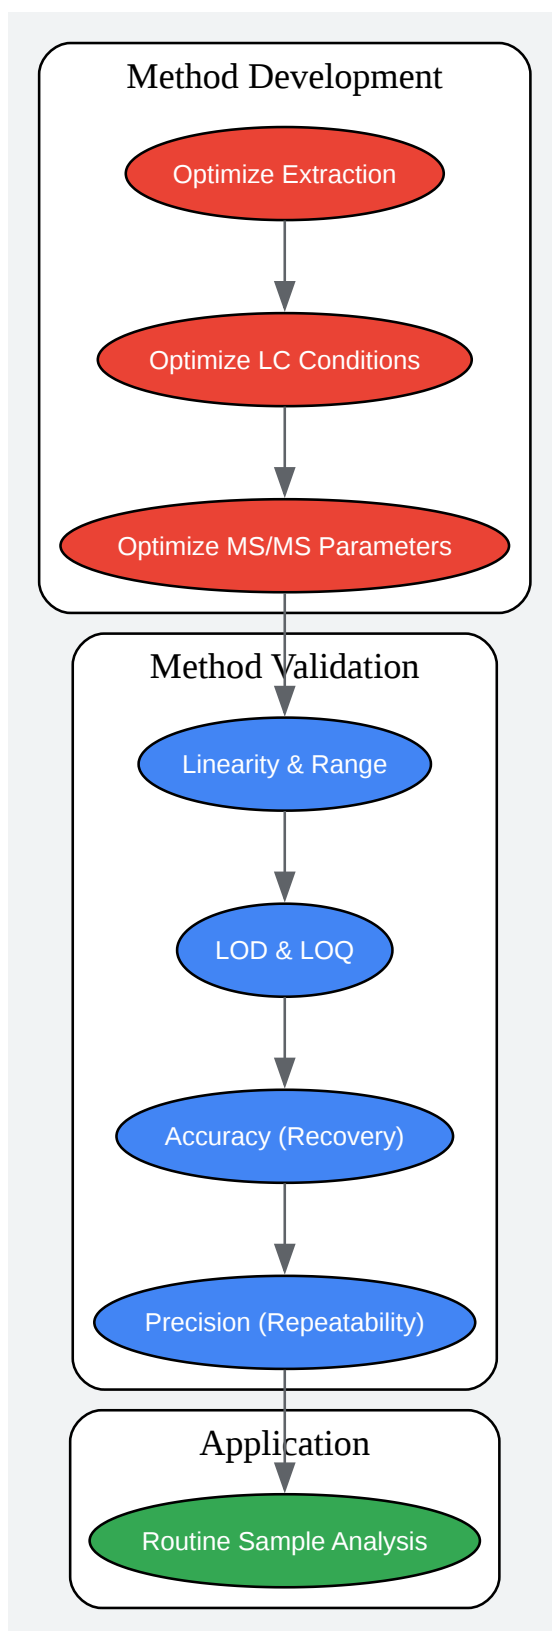 Method Development
Optimize Extraction
Optimize LC Conditions
Optimize MS/MS Parameters
Method Validation
Linearity & Range
LOD & LOQ
Accuracy (Recovery)
Precision (Repeatability)
Application
Routine Sample Analysis